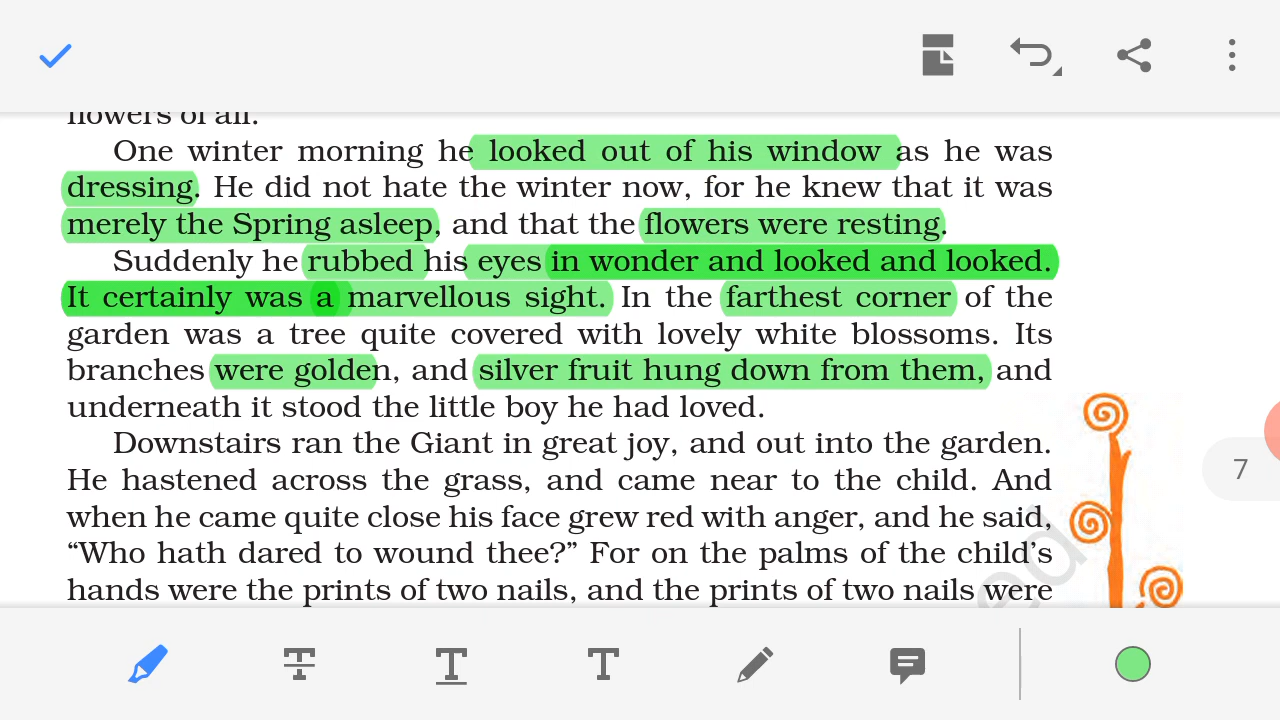 flowers of all.
One winter morning he looked out of his window as he was
dressing. He did not hate the winter now, for he knew that it was
merely the Spring asleep, and that the flowers were resting.
Suddenly he rubbed his eyes in wonder and looked and looked.
It certainly was a marvellous sight. In the farthest corner of the
garden was a tree quite covered with lovely white blossoms. Its
branches were golden, and silver fruit hung down from them, and
underneath it stood the little boy he had loved.
Downstairs ran the Giant in great joy, and out into the garden.
He hastened across the grass, and came near to the child. And
when he came quite close his face grew red with anger, and he said,
“Who hath dared to wound thee?” For on the palms of the child’s
hands were the prints of two nails, and the prints of two nails were
7
ed